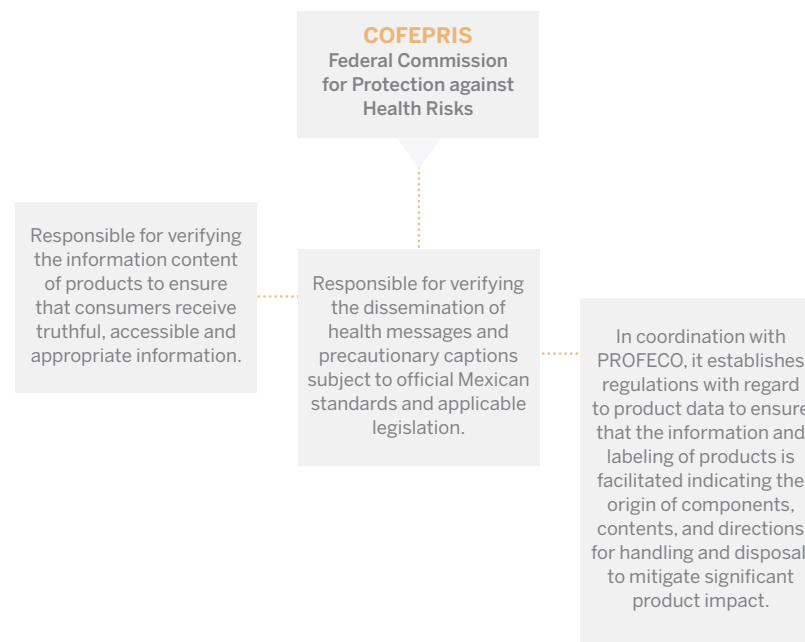 COFEPRIS
Federal Commission
for Protection against
Health Risks
Responsible for verifying
the information content
of products to ensure
that consumers receive
truthful, accessible and
appropriate information.
Responsible for verifying
the dissemination of
health messages and
precautionary captions
subject to official Mexican
standards and applicable
legislation.
In coordination with
PROFECO, it establishes
regulations with regard
to product data to ensure
that the information and
labeling of products is
facilitated indicating the
origin of components,
contents, and directions
for handling and disposal
to mitigate significant
product impact.